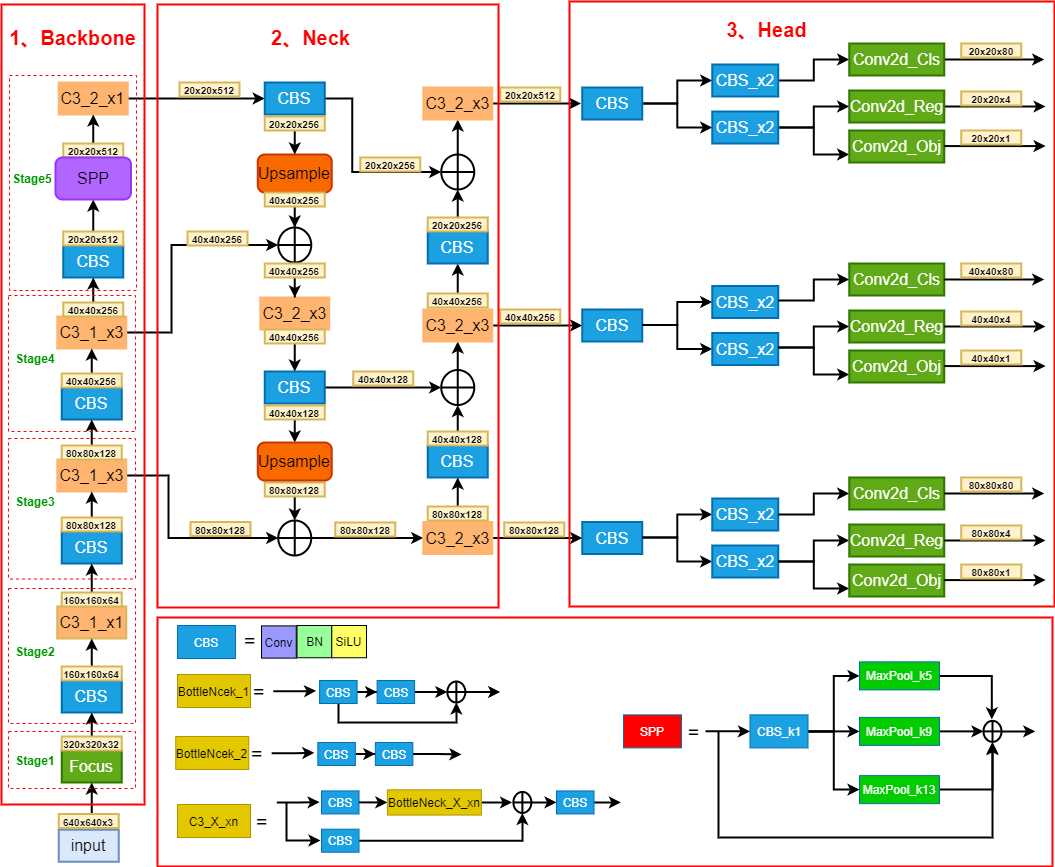 1、Backbone
C3_2_x1
20x20x512
Stage5
SPP
20x20x512
CBS
40x40x256
C3_1_x3
Stage4
40x40x256
CBS
80x80x128
C3_1_x3
Stage3
80x80x128
CBS
160x160x64
C3_1_x1
Stage2
160x160x64
CBS
320x320x32
Stage1
Focus
640x640x3
input
2、Neck
20x20x512
CBS
20x20x256
Upsample
40x40x256
40x40x256
40x40x256
C3_2_x3
40x40x256
CBS
40x40x128
40x40x128
Upsample
80x80x128
80x80x128
80x80x128
C3_2_x3
20x20x256
20x20x256
CBS
40x40x256
C3_2_x3
40x40x128
CBS
80x80x128
C3_2_x3
3、Head
20x20x512
CBS
CBS_x2
CBS_x2
Conv2d_Cls
20x20x80
Conv2d_Reg
20x20x4
Conv2d_Obj
20x20x1
40x40x256
CBS
CBS_x2
CBS_x2
Conv2d_Cls
40x40x80
Conv2d_Reg
40x40x4
Conv2d_Obj
40x40x1
80x80x128
CBS
CBS_x2
CBS_x2
Conv2d_Cls
80x80x80
Conv2d_Reg
80x80x4
Conv2d_Obj
80x80x1
CBS = Conv BN SiLU
BottleNcek_1 = CBS CBS
BottleNcek_2 = CBS CBS
C3_X_xn = CBS BottleNeck_X_xn CBS
CBS
SPP = CBS_k1
MaxPool_k5
MaxPool_k9
MaxPool_k13